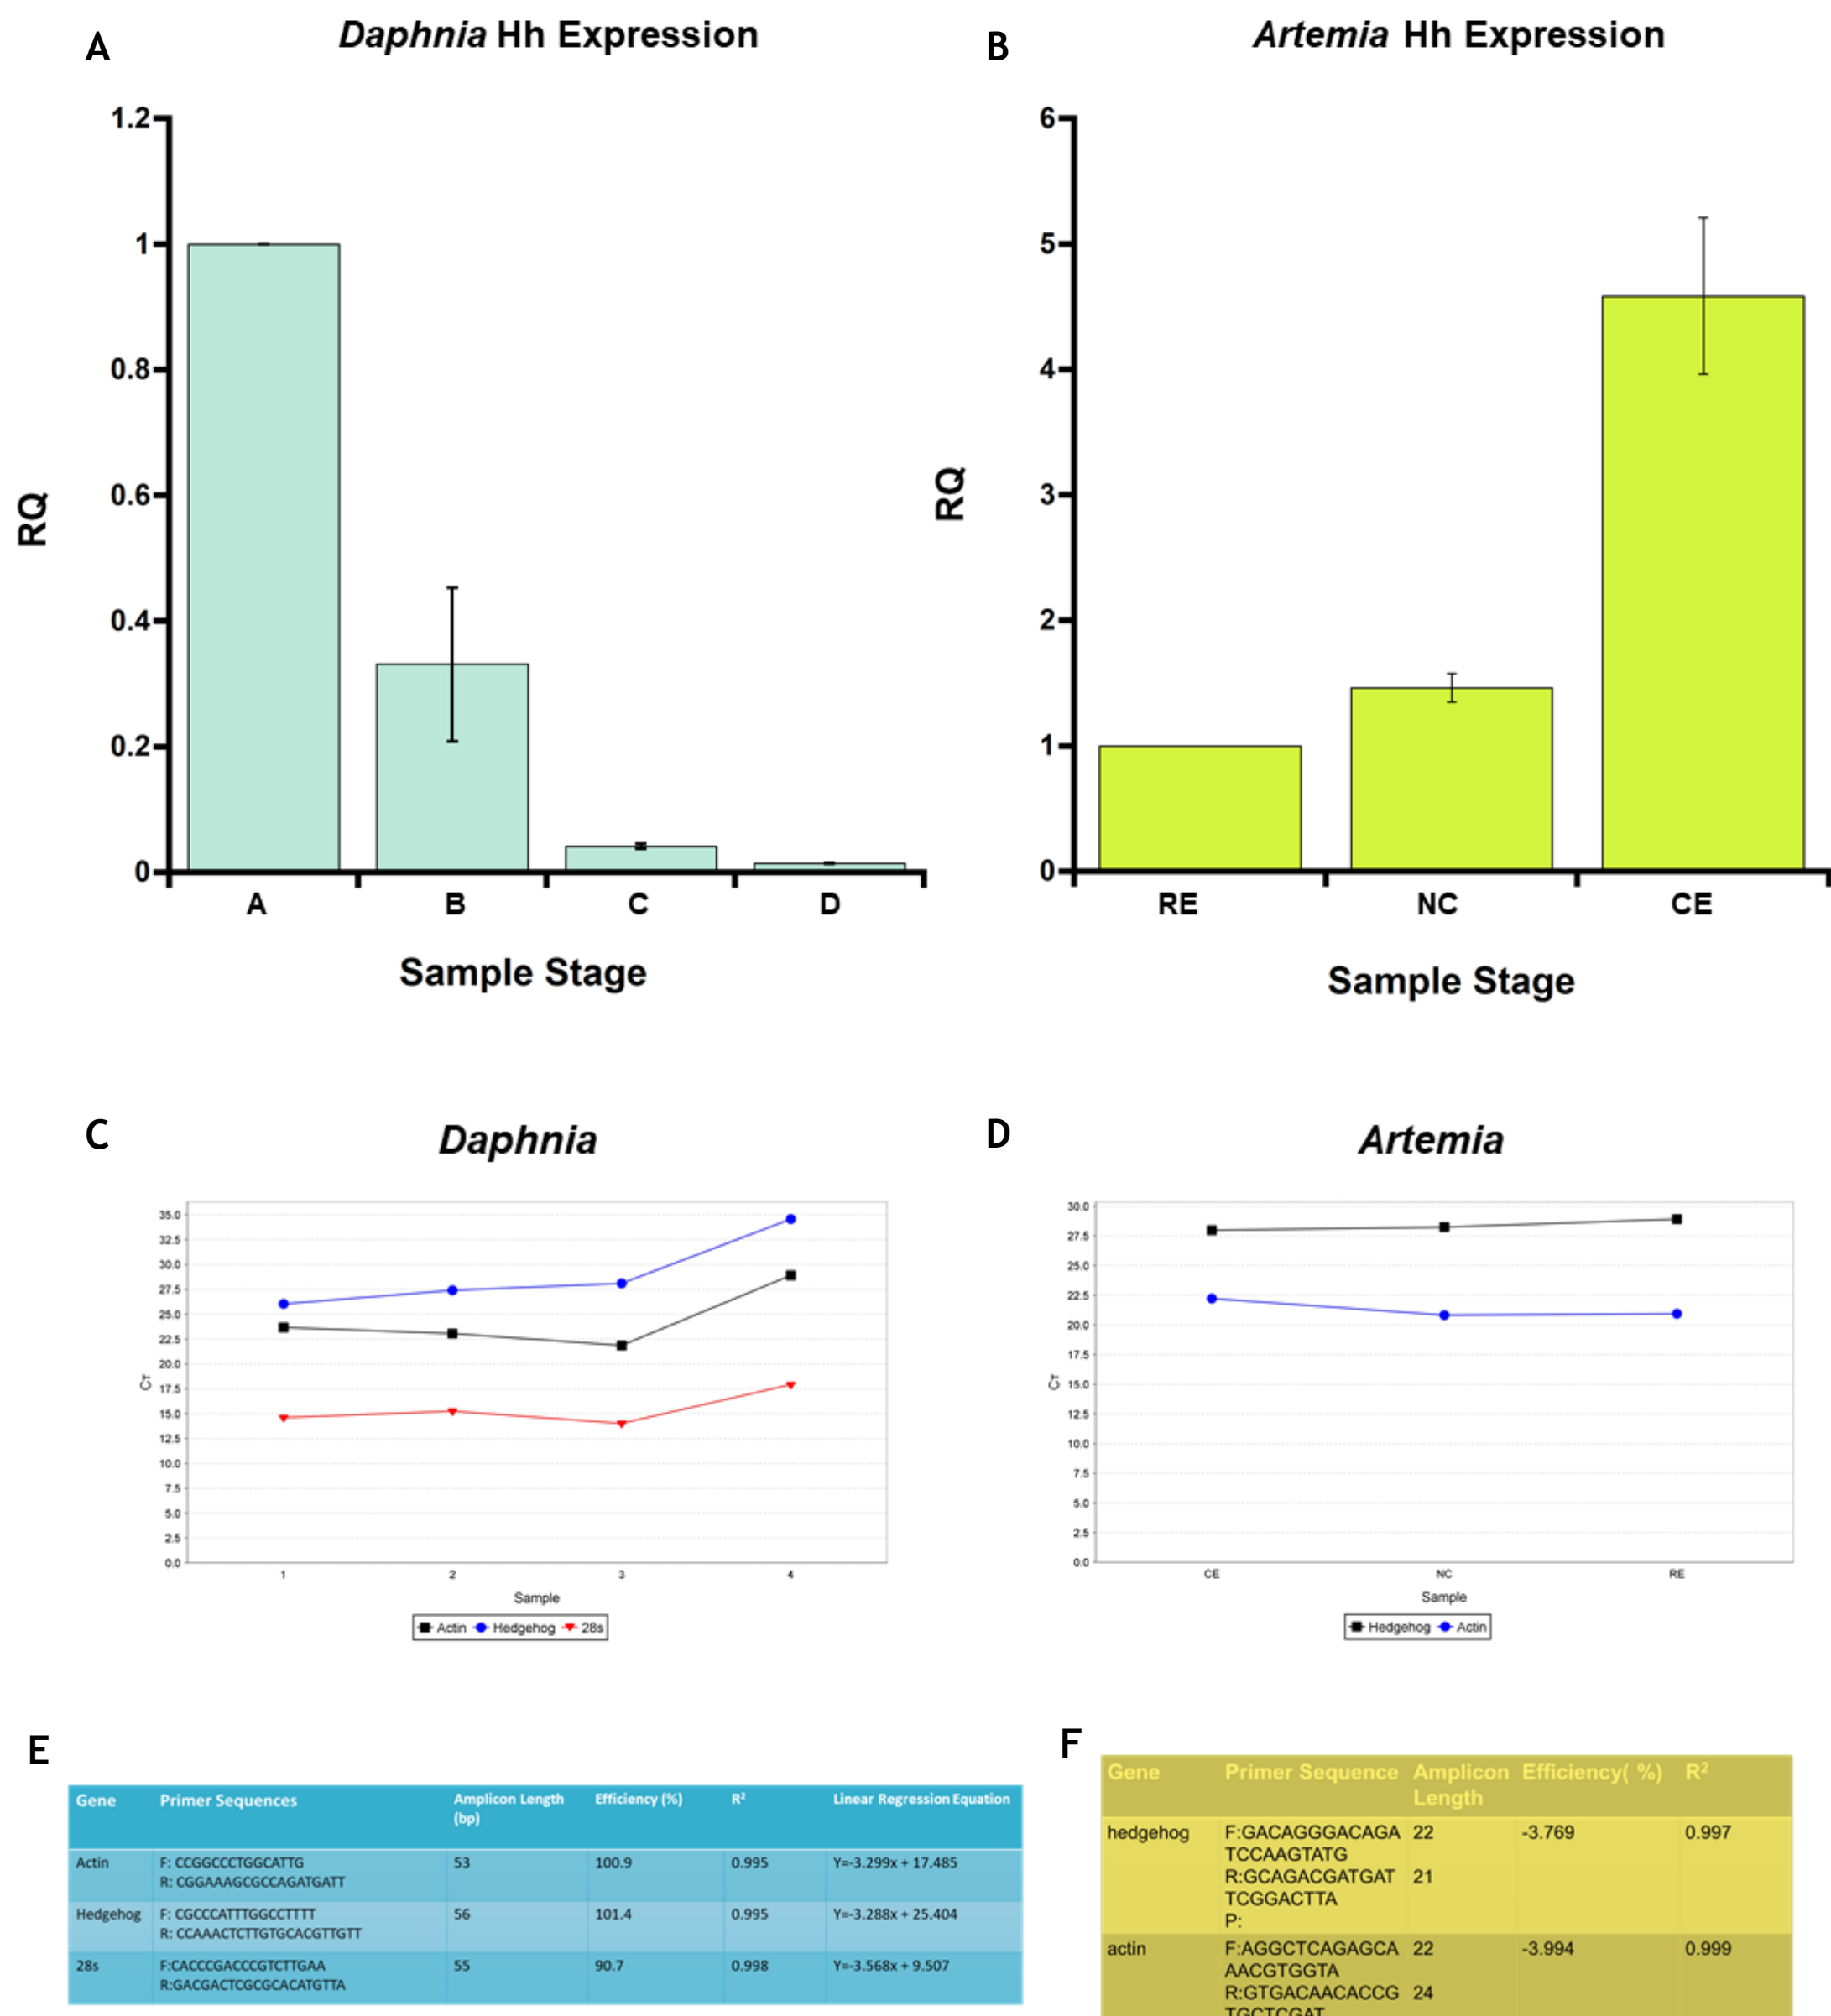 A
Daphnia Hh Expression
1.2
1
0.8
0.6
0.4
0.2
0
RQ
A B C D
Sample Stage
B
Artemia Hh Expression
6
5
4
3
2
1
0
RQ
RE NC CE
Sample Stage
C
Daphnia
35.0
32.5
30.0
27.5
25.0
22.5
20.0
17.5
15.0
12.5
10.0
7.5
5.0
2.5
0.0
Cт
1 2 3 4
Sample
Actin Hedgehog 28s
D
Artemia
30.0
27.5
25.0
22.5
20.0
17.5
15.0
12.5
10.0
7.5
5.0
2.5
0.0
Cт
CE NC RE
Sample
Hedgehog Actin
E
Gene Primer Sequences Amplicon Length Efficiency (%) R² Linear Regression Equation
(bp)
Actin F: CCGGCCCTGGCATTG 53 100.9 0.995 Y=-3.299x + 17.485
R: CGGAAAGCGCCAGATGATT
Hedgehog F: CGCCCATTTGGCCTTTT 56 101.4 0.995 Y=-3.288x + 25.404
R: CCAAACTCTTGTGCACGTTGTT
28s F:CACCCGACCCGTCTTGAA 55 90.7 0.998 Y=-3.568x + 9.507
R:GACGACTCGCGCACATGTTA
F
Gene Primer Sequence Amplicon Efficiency( %) R²
Length
hedgehog F:GACAGGGACAGA 22 -3.769 0.997
TCCAAGTATG
R:GCAGACGATGAT 21
TCGGACTTA
P:
actin F:AGGCTCAGAGCA 22 -3.994 0.999
AACGTGGTA
R:GTGACAACACCG 24
TGCTCGAT